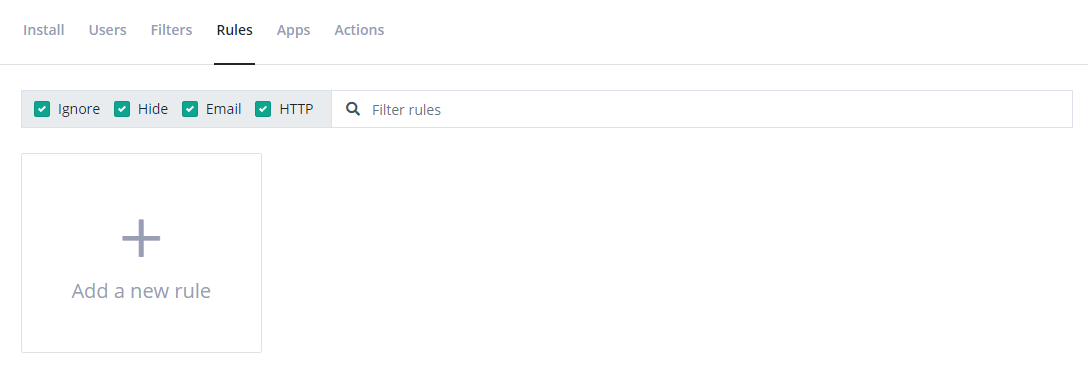 Install Users Filters Rules Apps Actions
Ignore Hide Email HTTP Filter rules
Add a new rule